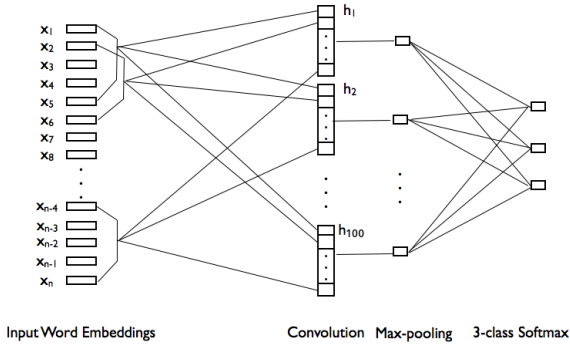 x1
x2
x3
x4
x5
x6
x7
x8
xn-4
xn-3
xn-2
xn-1
xn
h1
h2
h100
Input Word Embeddings
Convolution
Max-pooling
3-class Softmax